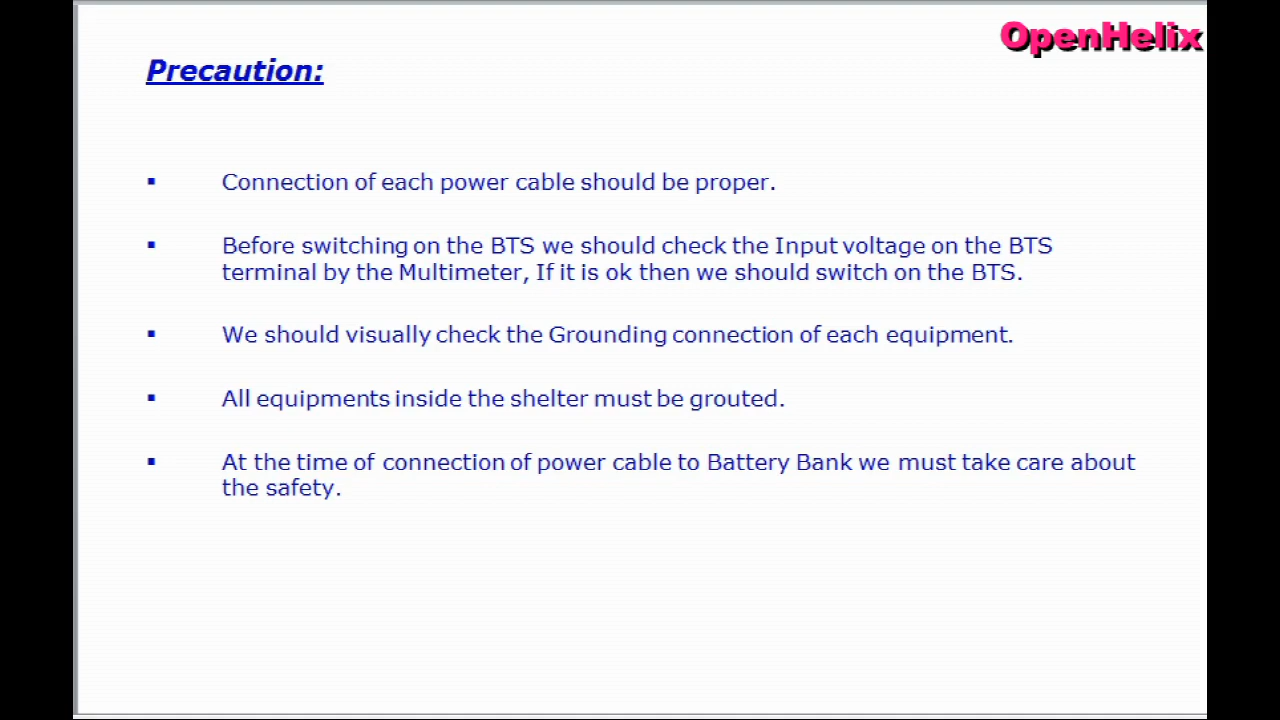 OpenHelix
Precaution:
▪ Connection of each power cable should be proper.
▪ Before switching on the BTS we should check the Input voltage on the BTS
terminal by the Multimeter, If it is ok then we should switch on the BTS.
▪ We should visually check the Grounding connection of each equipment.
▪ All equipments inside the shelter must be grouted.
▪ At the time of connection of power cable to Battery Bank we must take care about
the safety.